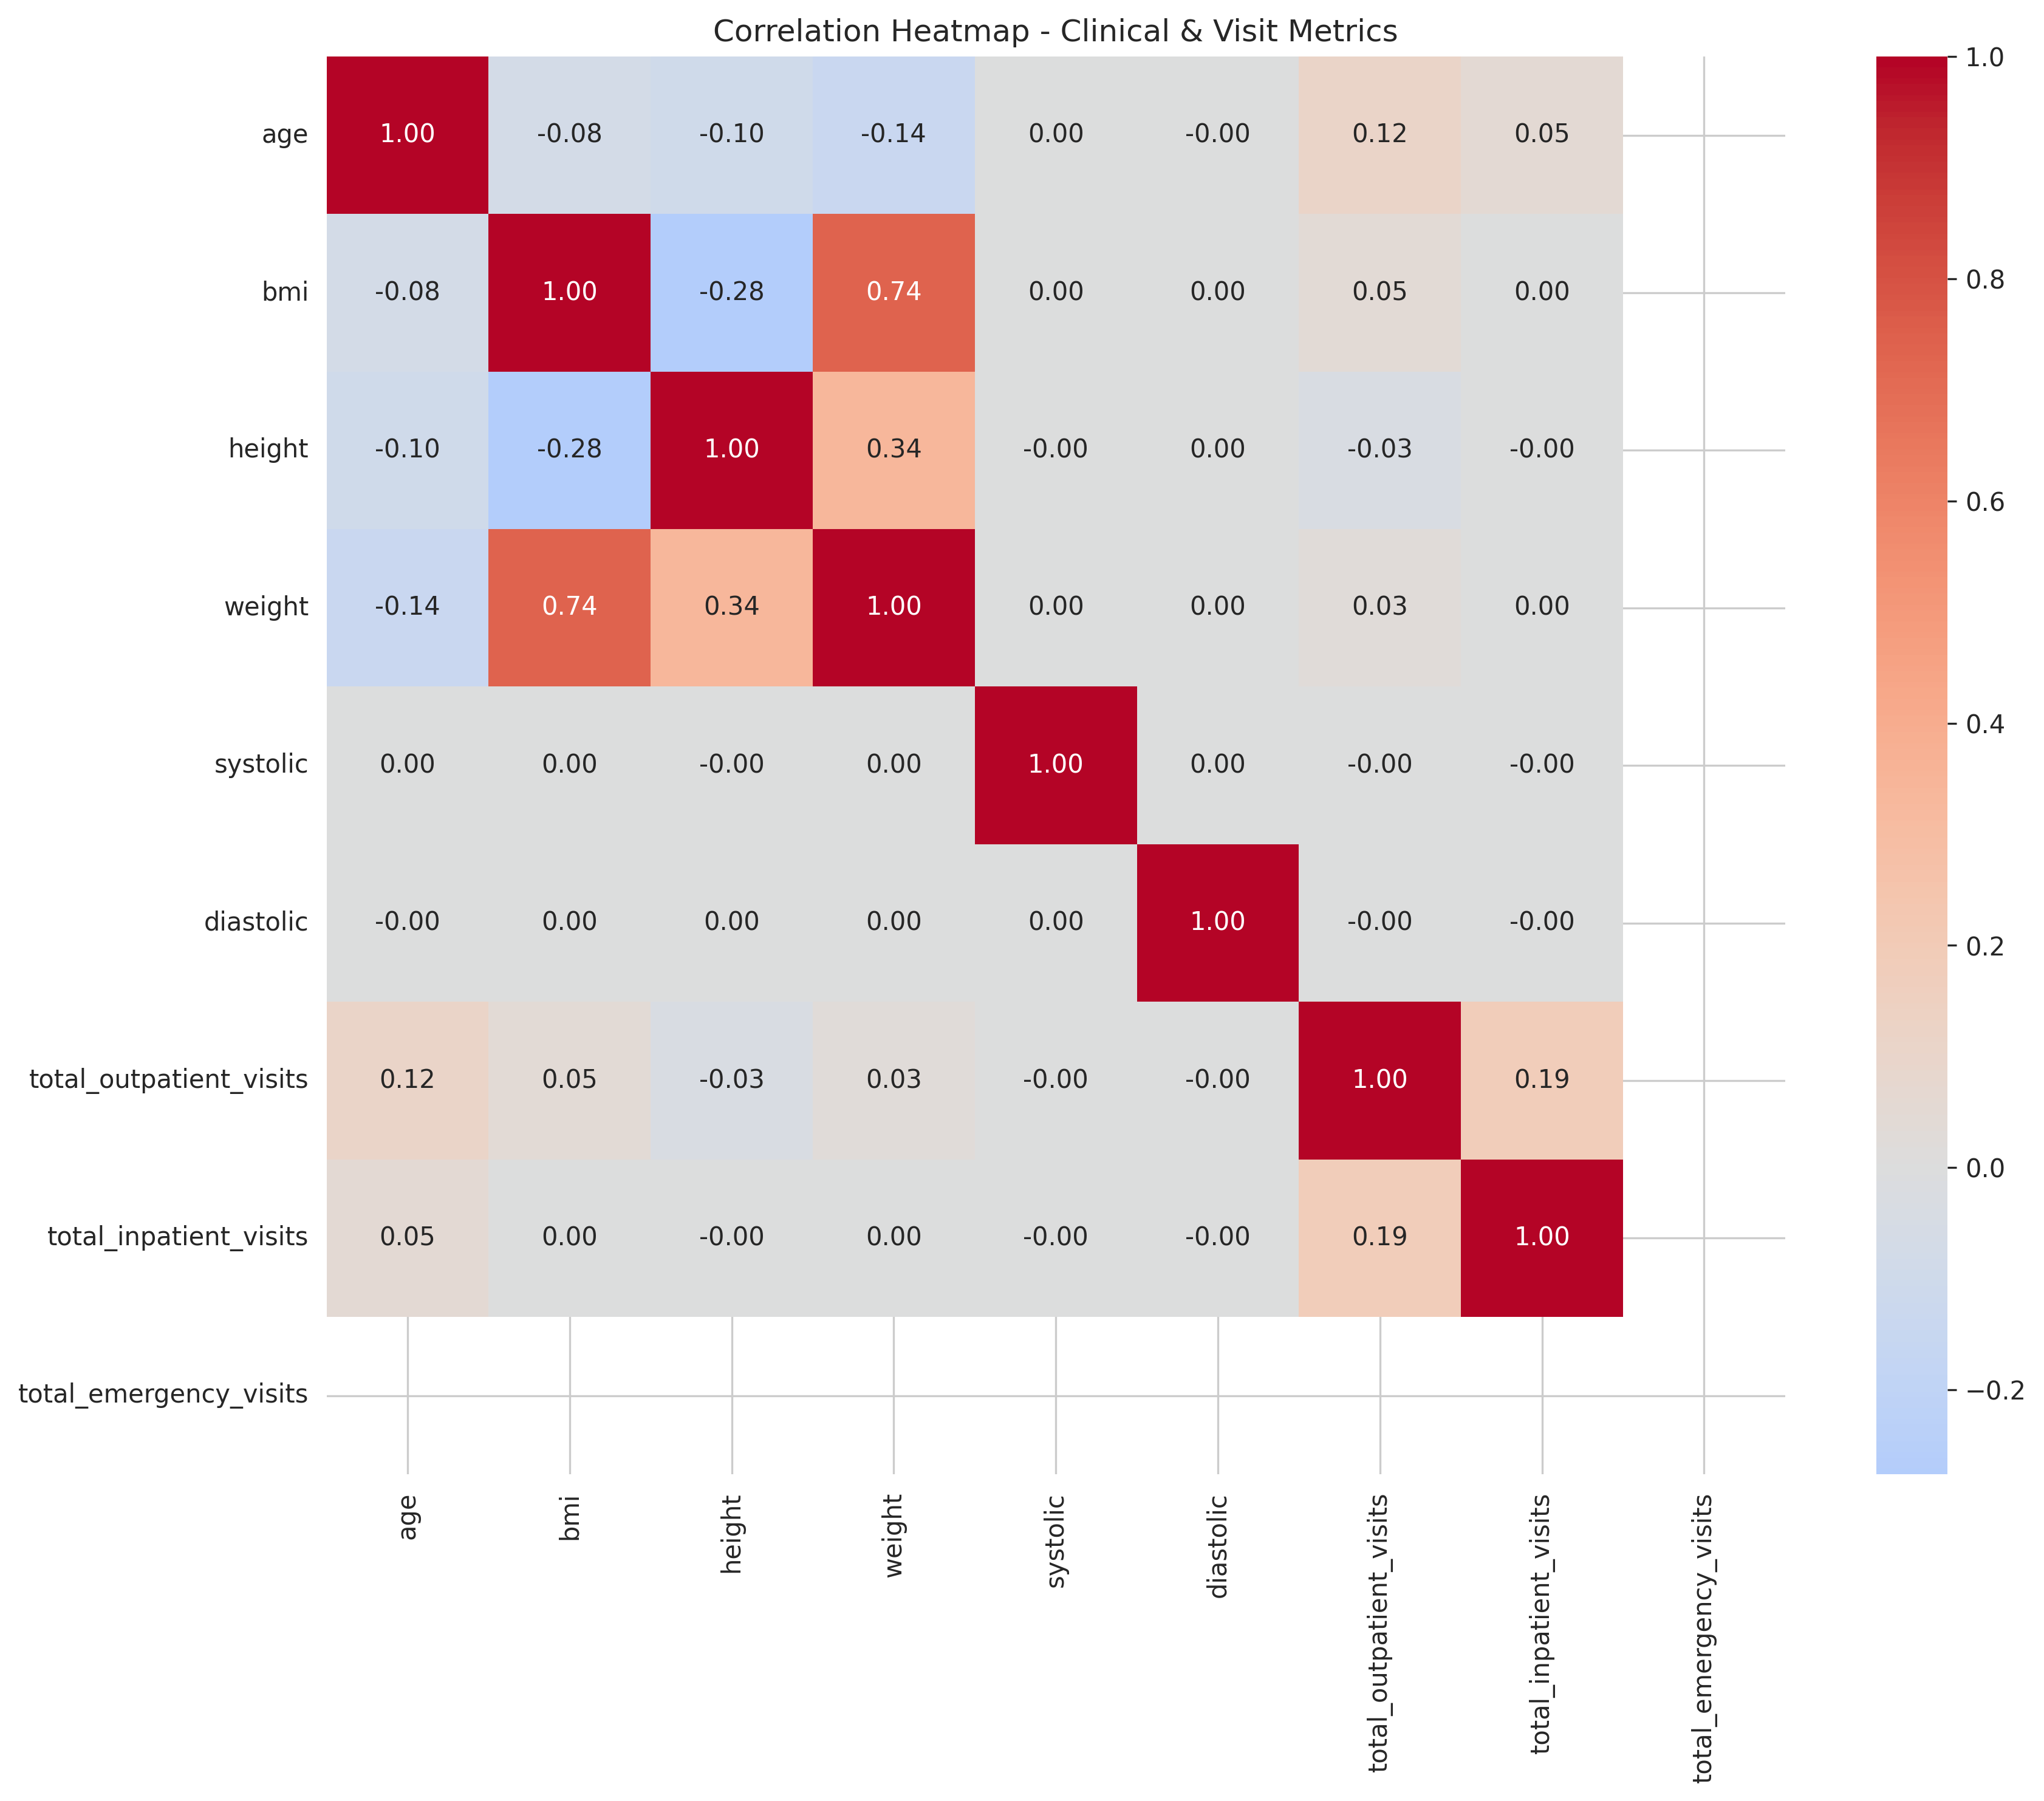 Correlation Heatmap - Clinical & Visit Metrics
age 1.00 -0.08 -0.10 -0.14 0.00 -0.00 0.12 0.05
bmi -0.08 1.00 -0.28 0.74 0.00 0.00 0.05 0.00
height -0.10 -0.28 1.00 0.34 -0.00 0.00 -0.03 -0.00
weight -0.14 0.74 0.34 1.00 0.00 0.00 0.03 0.00
systolic 0.00 0.00 -0.00 0.00 1.00 0.00 -0.00 -0.00
diastolic -0.00 0.00 0.00 0.00 0.00 1.00 -0.00 -0.00
total_outpatient_visits 0.12 0.05 -0.03 0.03 -0.00 -0.00 1.00 0.19
total_inpatient_visits 0.05 0.00 -0.00 0.00 -0.00 -0.00 0.19 1.00
total_emergency_visits
age
bmi
height
weight
systolic
diastolic
total_outpatient_visits
total_inpatient_visits
total_emergency_visits
1.0
0.8
0.6
0.4
0.2
0.0
−0.2